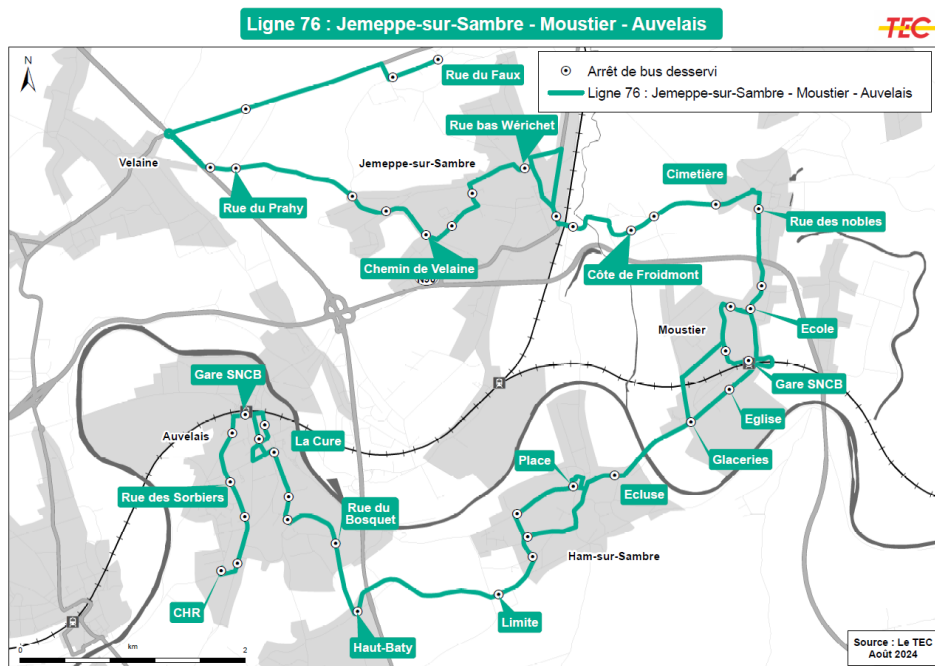 Ligne 76 : Jemeppe-sur-Sambre - Moustier - Auvelais
TEC
N
Arrêt de bus desservi
Ligne 76 : Jemeppe-sur-Sambre - Moustier - Auvelais
Rue du Faux
Rue bas Wérichet
Velaine
Jemeppe-sur-Sambre
Cimetière
Rue du Prahy
Rue des nobles
Chemin de Velaine
Côte de Froidmont
Moustier
Ecole
Gare SNCB
Gare SNCB
Eglise
Auvelais
La Cure
Glaceries
Place
Rue des Sorbiers
Ecluse
Rue du
Bosquet
Ham-sur-Sambre
CHR
Limite
Haut-Baty
km
0
2
Source : Le TEC
Août 2024